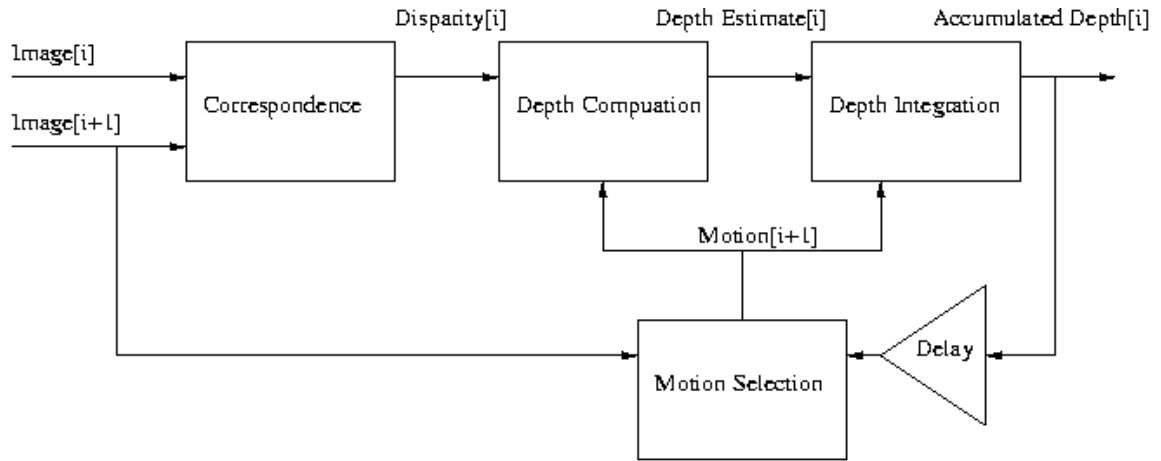 Disparity[i]
Depth Estimate[i]
Accumulated Depth[i]
Image[i]
Correspondence
Depth Compuation
Depth Integration
Image[i+1]
Motion[i+1]
Delay
Motion Selection